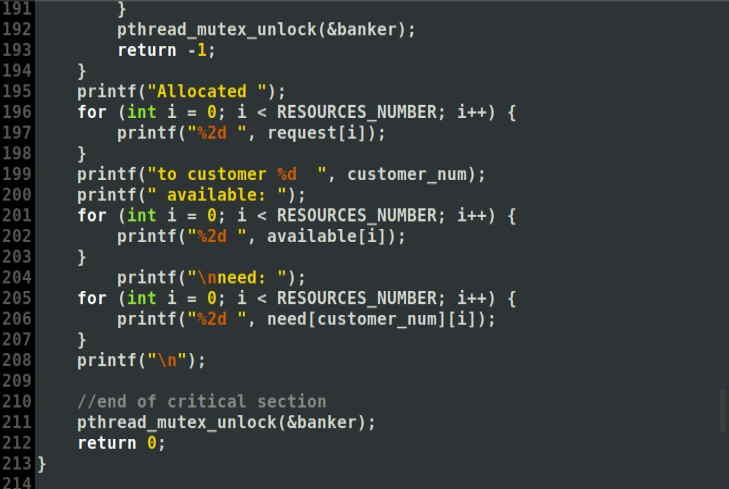 191         }
192         pthread_mutex_unlock(&banker);
193         return -1;
194     }
195     printf("Allocated ");
196     for (int i = 0; i < RESOURCES_NUMBER; i++) {
197         printf("%2d ", request[i]);
198     }
199     printf("to customer %d  ", customer_num);
200     printf(" available: ");
201     for (int i = 0; i < RESOURCES_NUMBER; i++) {
202         printf("%2d ", available[i]);
203     }
204         printf("\nneed: ");
205     for (int i = 0; i < RESOURCES_NUMBER; i++) {
206         printf("%2d ", need[customer_num][i]);
207     }
208     printf("\n");
209
210     //end of critical section
211     pthread_mutex_unlock(&banker);
212     return 0;
213 }
214